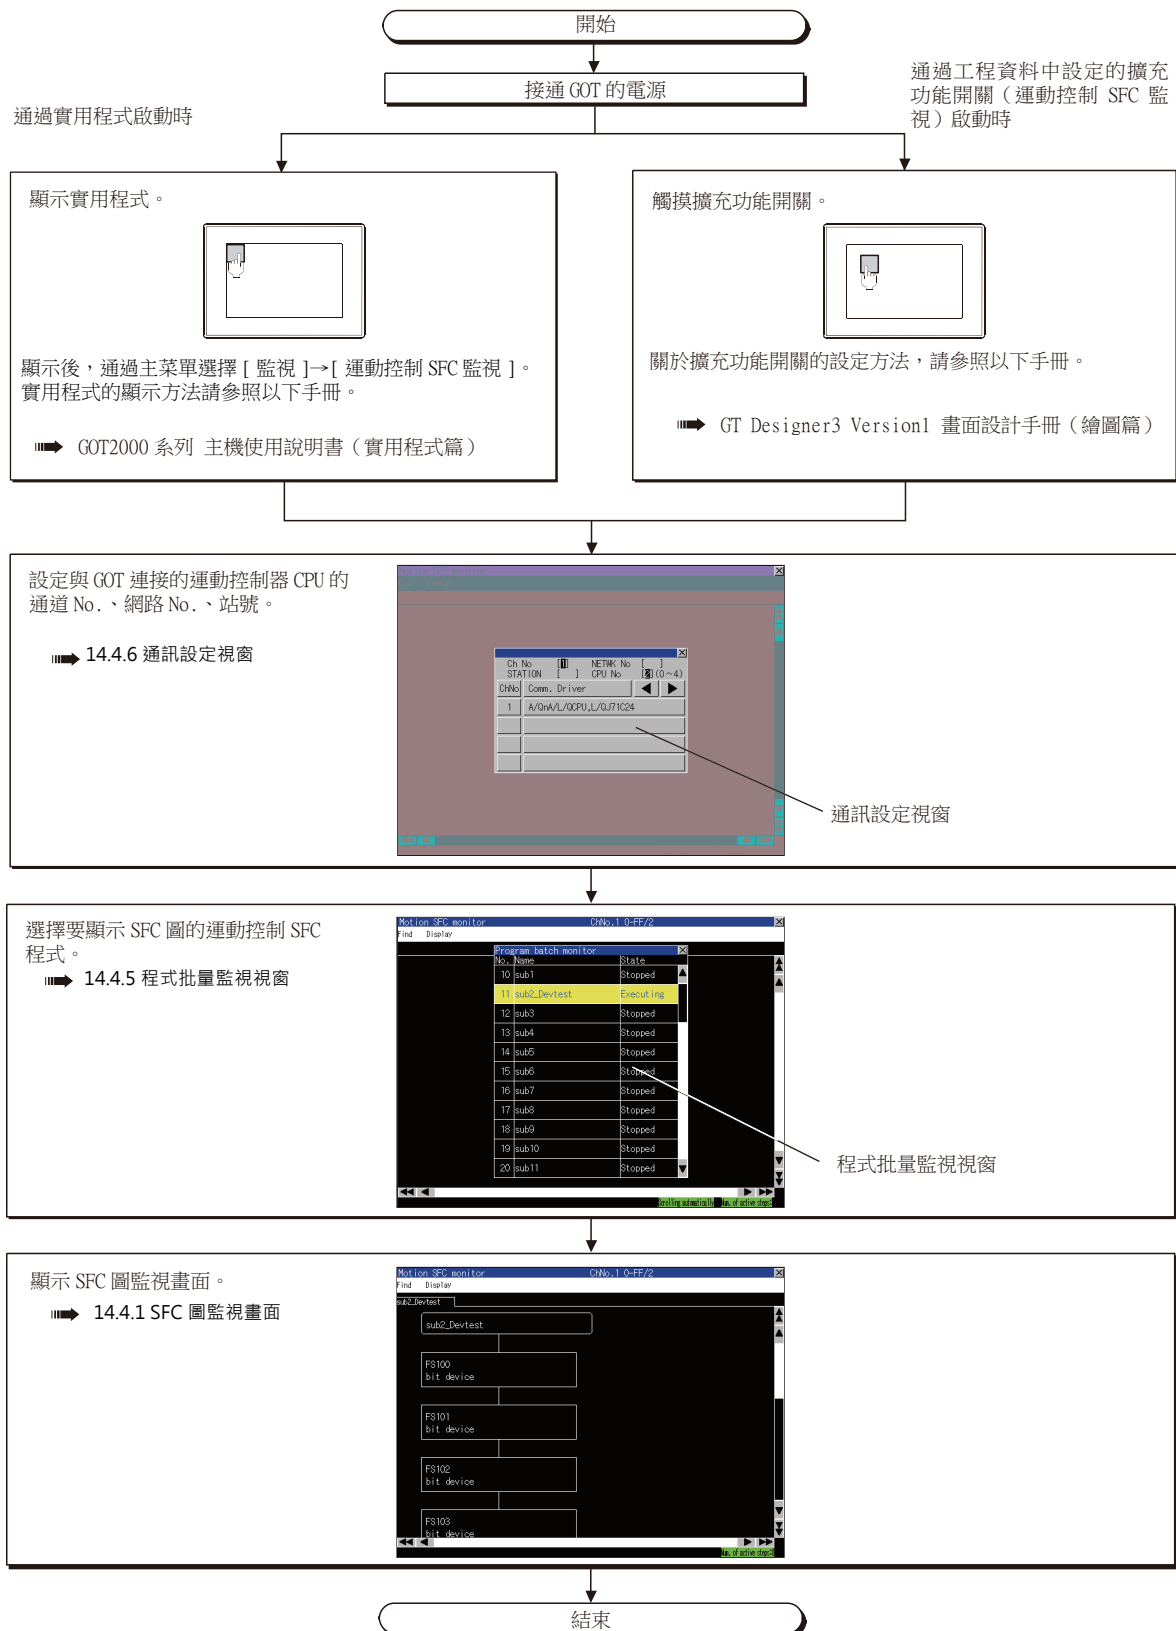 開始
接通 GOT 的電源
通過實用程式啟動時
通過工程資料中設定的擴充
功能開關（運動控制 SFC 監
視）啟動時
顯示實用程式。
顯示後，通過主菜單選擇 [ 監視 ]→[ 運動控制 SFC 監視 ]。
實用程式的顯示方法請參照以下手冊。
GOT2000 系列 主機使用說明書（實用程式篇）
觸摸擴充功能開關。
關於擴充功能開關的設定方法，請參照以下手冊。
GT Designer3 Version1 畫面設計手冊（繪圖篇）
設定與 GOT 連接的運動控制器 CPU 的
通道 No.、網路 No.、站號。
14.4.6 通訊設定視窗
Ch No [1] NETWK No [ ]
STATION [ ] CPU No [2](0~4)
ChNo Comm. Driver
1 A/QnA/L/QCPU,L/QJ71C24
通訊設定視窗
選擇要顯示 SFC 圖的運動控制 SFC
程式。
14.4.5 程式批量監視視窗
Motion SFC monitor ChNo.1 0-FF/2
Find Display
Program batch monitor
No. Name State
10 sub1 Stopped
11 sub2_Devtest Executing
12 sub3 Stopped
13 sub4 Stopped
14 sub5 Stopped
15 sub6 Stopped
16 sub7 Stopped
17 sub8 Stopped
18 sub9 Stopped
19 sub10 Stopped
20 sub11 Stopped
Scrolling automatically Num. of active steps:
程式批量監視視窗
顯示 SFC 圖監視畫面。
14.4.1 SFC 圖監視畫面
Motion SFC monitor ChNo.1 0-FF/2
Find Display
sub2_Devtest
sub2_Devtest
FS100
bit device
FS101
bit device
FS102
bit device
FS103
bit device
Num. of active steps:
結束